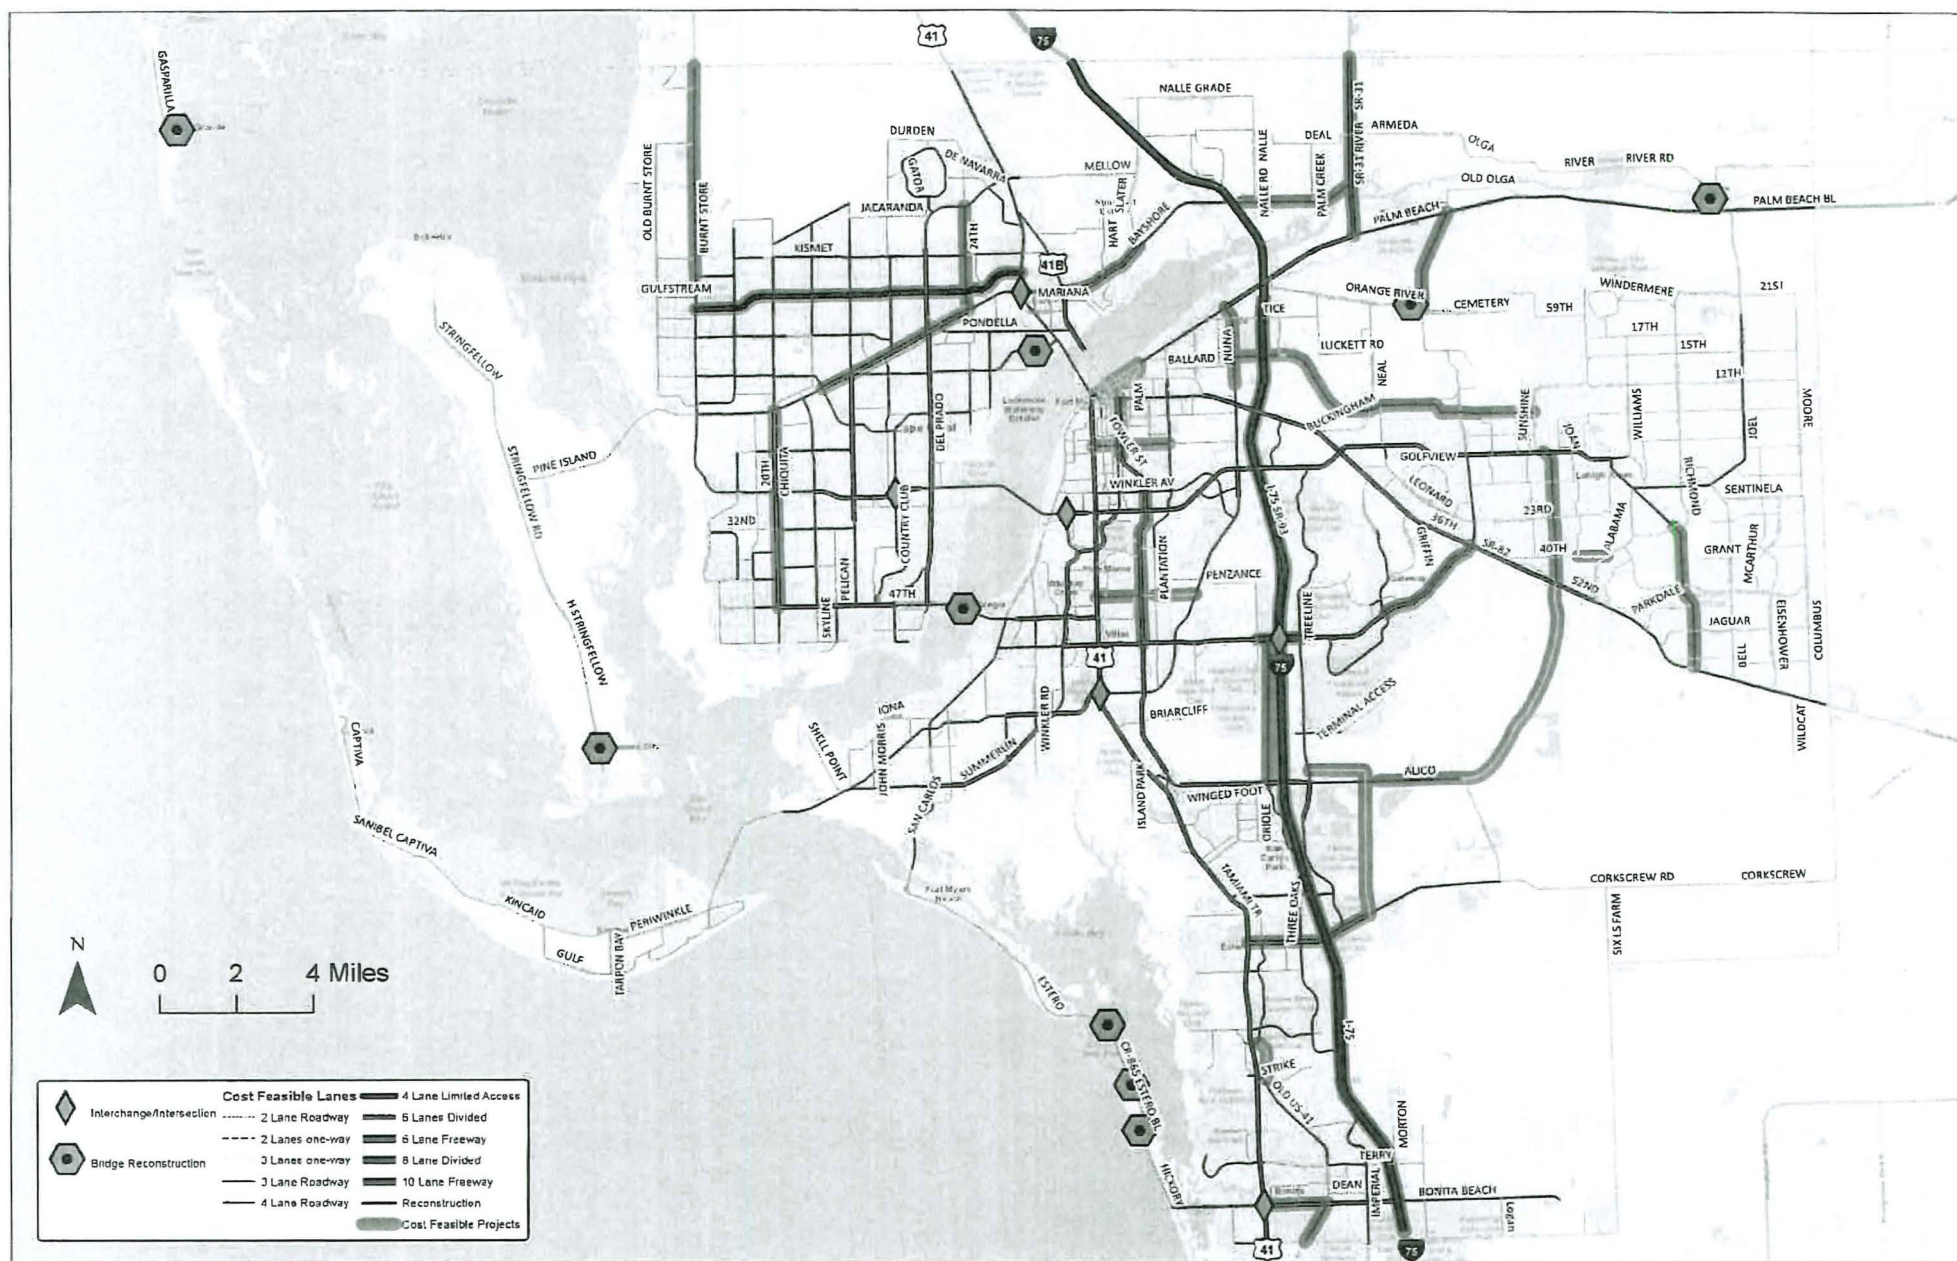 41
75
GASPARILLA
NALLE GRADE
SR-31
DURDEN
DE NAVARRA
GATOR
MELLOW
NALLE RD NALLE
DEAL
ARMEDA
OLGA
RIVER
RIVER RD
OLD BURNT STORE
BURNT STORE
JACARANDA
SLATER
HART
BAYSHORE
PALM CREEK
SR-31 RIVER
OLD OLGA
PALM BEACH
PALM BEACH BL
KISMET
24TH
41B
MARIANA
GULFSTREAM
ORANGE RIVER
CEMETERY
59TH
WINDERMERE
21ST
TICE
PONDELLA
17TH
15TH
12TH
STRINGFELLOW
BALLARD
NUNA
LUCKETT RD
NEAL
PALM
BUCKINGHAM
SUNSHINE
JOAN
WILLIAMS
JOEL
MOORE
DEL PRADO
FOWLER ST
GOLFVIEW
STRINGFELLOW RD
PINE ISLAND
20TH
CHIQUITA
WINKLER AV
I-75 SR-93
LEONARD
36TH
RICHMOND
SENTINELA
32ND
COUNTRY CLUB
23RD
ALABAMA
GRIFFIN
SR-82
40TH
GRANT
MCARTHUR
PELICAN
SKYLINE
47TH
PLANTATION
PENZANCE
TREELINE
52ND
PARKDALE
JAGUAR
BELL
EISENHOWER
COLUMBUS
H STRINGFELLOW
41
75
IONA
WINKLER RD
BRIARCLIFF
TERMINAL ACCESS
WILDCAT
CAPTIVA
SHELL POINT
JOHN MORRIS
SUMMERLIN
SAN CARLOS
ISLAND PARK
WINGED FOOT
ORIOLE
ALICO
SANIBEL CAPTIVA
Fort Myers
Beach
TAMIAMI TR
THREE OAKS
CORKSCREW RD
CORKSCREW
SIX LS FARM
KINCAID
PERIWINKLE
GULF
TARPON BAY
N
0 2 4 Miles
ESTERO
CR-865 ESTERO BL
I-75
STRIKE
OLD US-41
MORTON
TERRY
HICKORY
DEAN
IMPERIAL
BONITA BEACH
Logan
41
75
Interchange/Intersection
Bridge Reconstruction
Cost Feasible Lanes
2 Lane Roadway
2 Lanes one-way
3 Lanes one-way
3 Lane Roadway
4 Lane Roadway
4 Lane Limited Access
6 Lanes Divided
6 Lane Freeway
8 Lane Divided
10 Lane Freeway
Reconstruction
Cost Feasible Projects